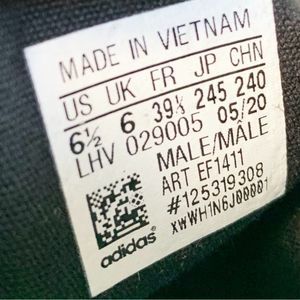 MADE IN VIETNAM
US UK FR JP CHN
6½ 6 39⅓ 245 240
LHV 029005 05/20
MALE/MALE
ART EF1411
#125319308
XWWH1N6J00001
adidas